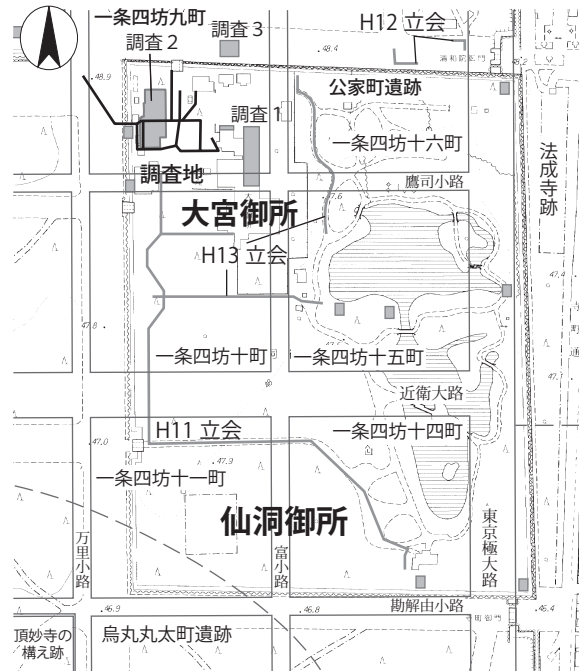 一条四坊九町
調査2
調査3
H12 立会
48.4
48.9
公家町遺跡
調査1
一条四坊十六町
法成寺跡
調査地
鷹司小路
大宮御所
H13 立会
47.4
47.8
一条四坊十町
一条四坊十五町
近衛大路
H11 立会
一条四坊十四町
47.0
47.9
一条四坊十一町
仙洞御所
万里小路
富小路
東京極大路
勘解由小路
46.9
46.8
46.4
頂妙寺の
構え跡
烏丸丸太町遺跡